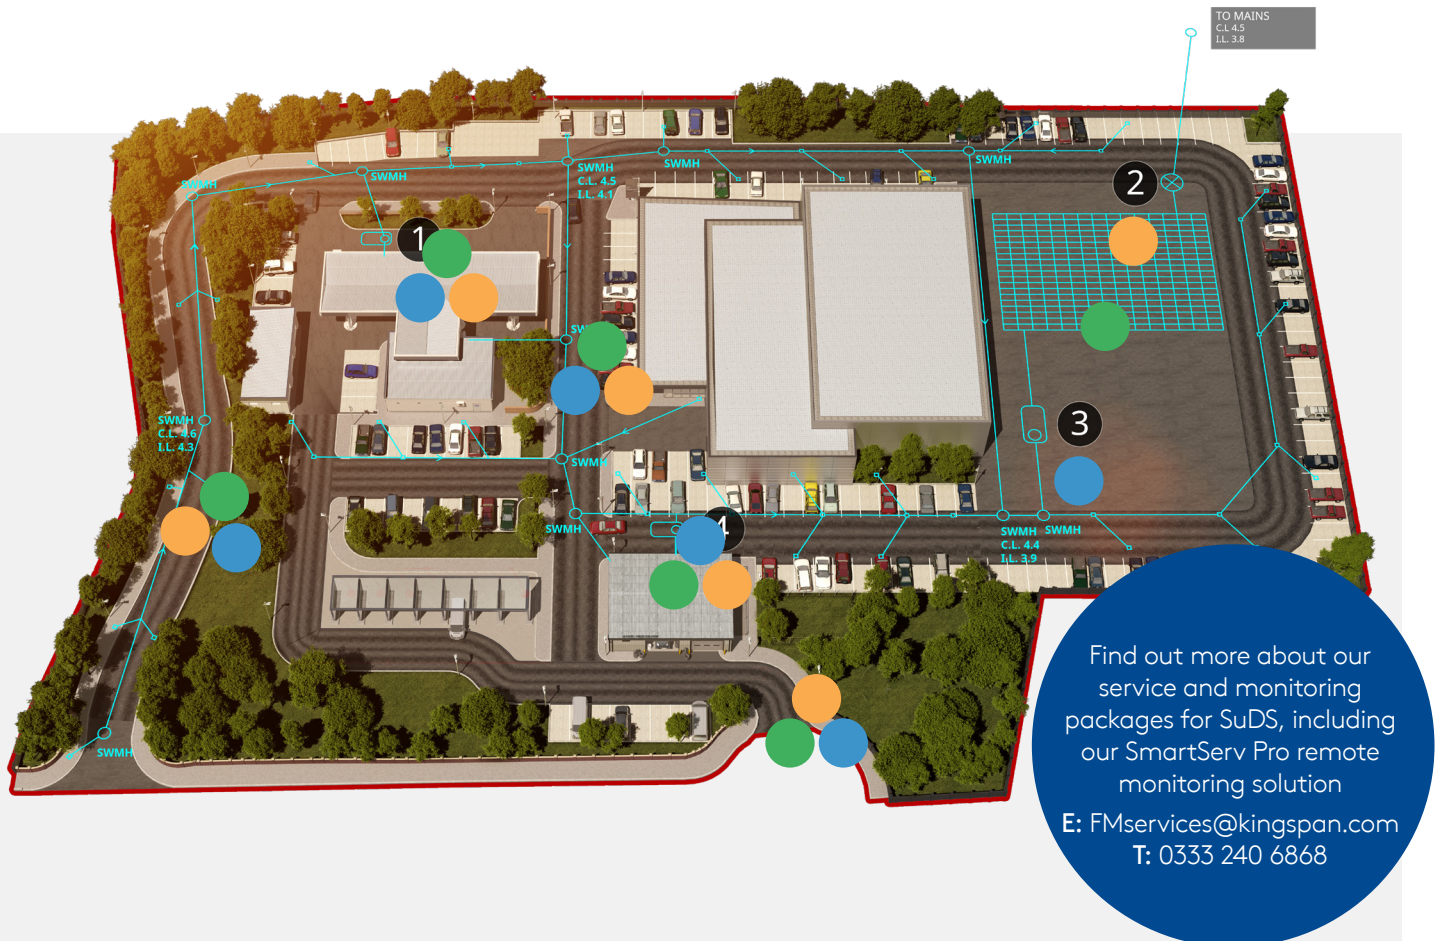 TO MAINS
C.L 4.5
I.L. 3.8
SWMH
SWMH
SWMH
C.L. 4.5
I.L. 4.1
SWMH
SWMH
2
1
SWMH
C.L. 4.6
I.L. 4.3
3
SWMH
SWMH
4
SWMH
C.L. 4.4
I.L. 3.9
SWMH
SWMH
Find out more about our
service and monitoring
packages for SuDS, including
our SmartServ Pro remote
monitoring solution
E: FMservices@kingspan.com
T: 0333 240 6868